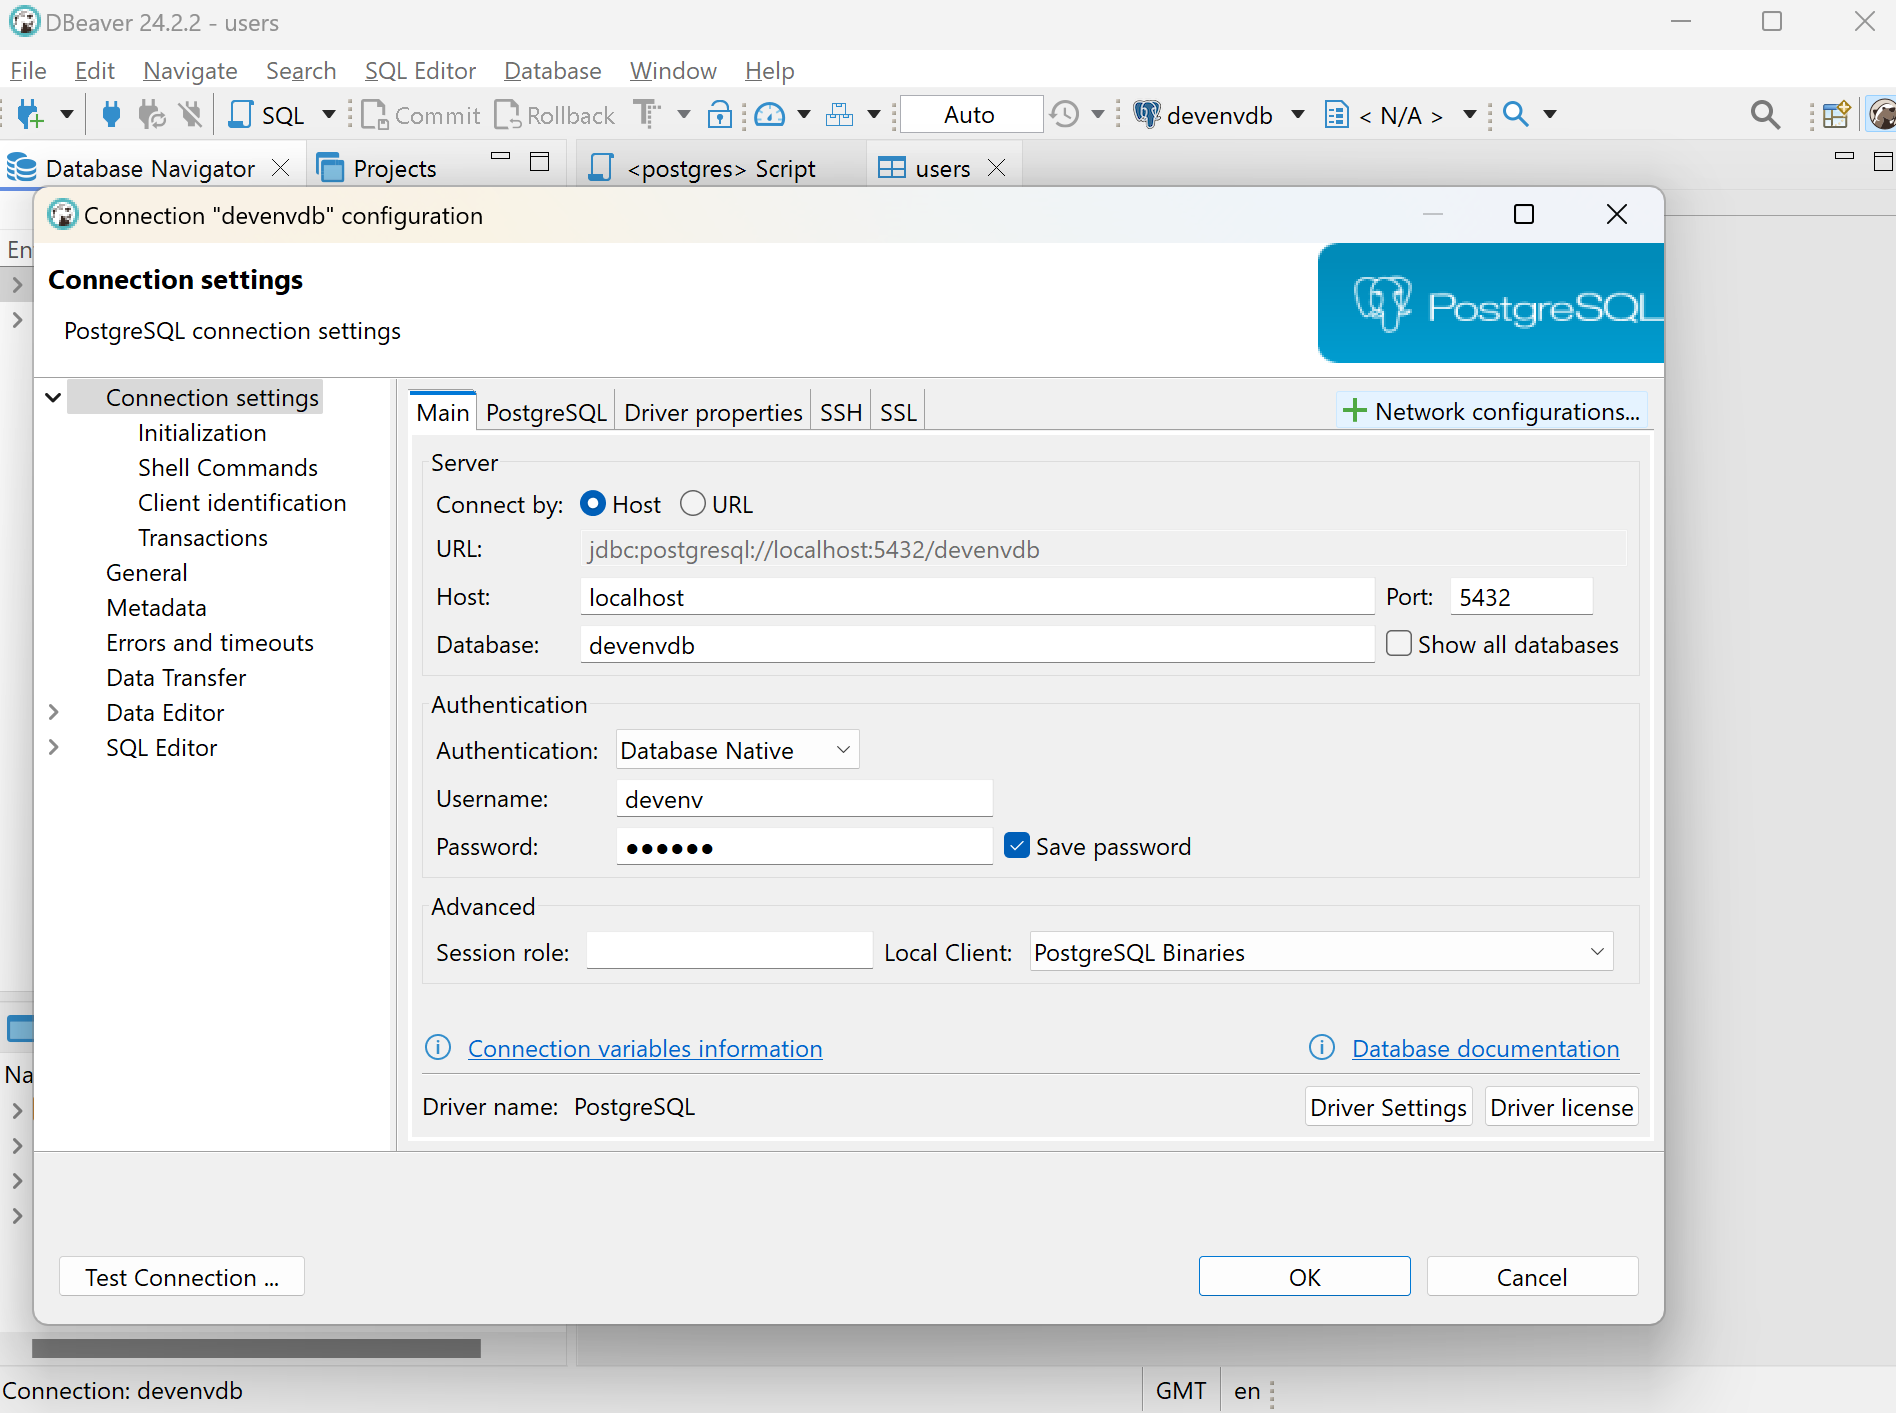 DBeaver 24.2.2 - users
File Edit Navigate Search SQL Editor Database Window Help
SQL Commit Rollback Auto devenvdb < N/A >
Database Navigator Projects <postgres> Script users
Connection "devenvdb" configuration
En
Connection settings
PostgreSQL
PostgreSQL connection settings
Connection settings
Initialization
Shell Commands
Client identification
Transactions
General
Metadata
Errors and timeouts
Data Transfer
Data Editor
SQL Editor
Main PostgreSQL Driver properties SSH SSL Network configurations...
Server
Connect by: Host URL
URL: jdbc:postgresql://localhost:5432/devenvdb
Host: localhost Port: 5432
Database: devenvdb Show all databases
Authentication
Authentication: Database Native
Username: devenv
Password: ●●●●●● Save password
Advanced
Session role: Local Client: PostgreSQL Binaries
Connection variables information Database documentation
Na
Driver name: PostgreSQL Driver Settings Driver license
Test Connection ... OK Cancel
Connection: devenvdb GMT en